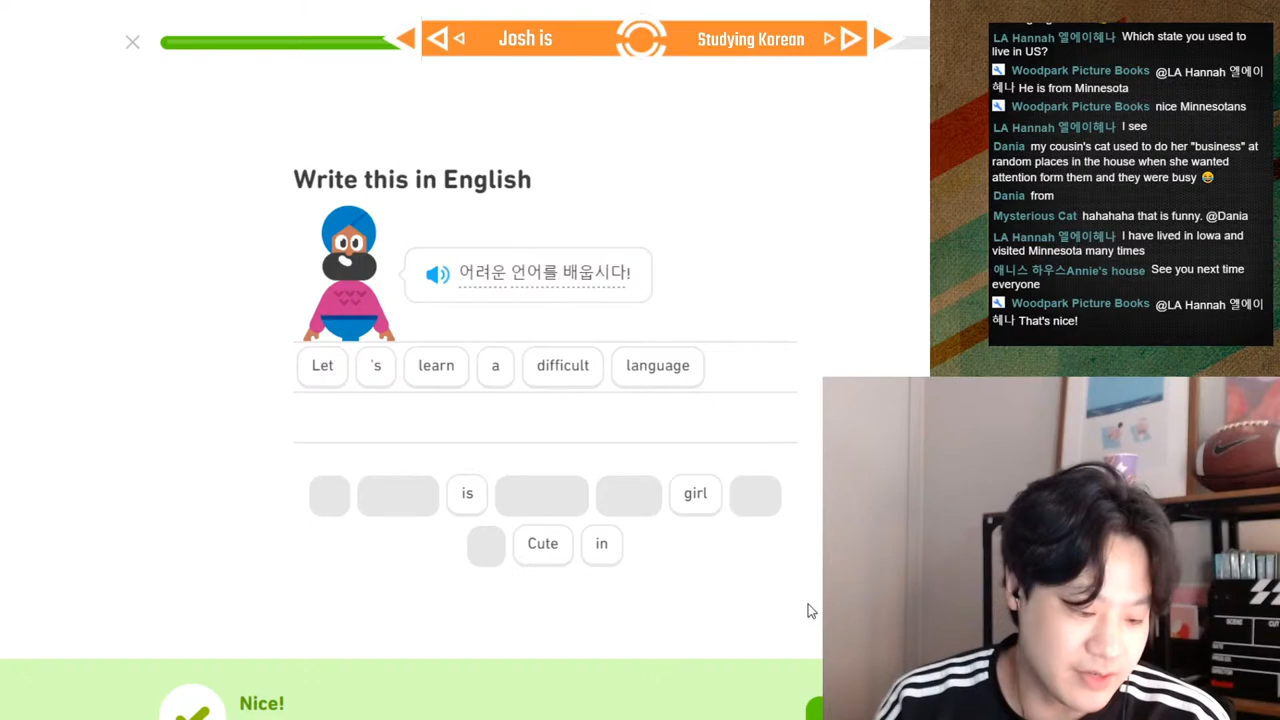 Josh is
Studying Korean
Write this in English
어려운 언어를 배웁시다!
Let 's learn a difficult language
is girl
Cute in
Nice!
LA Hannah 엘에이혜나 Which state you used to
live in US?
Woodpark Picture Books @LA Hannah 엘에이
혜나 He is from Minnesota
Woodpark Picture Books nice Minnesotans
LA Hannah 엘에이혜나 I see
Dania my cousin's cat used to do her "business" at
random places in the house when she wanted
attention form them and they were busy 😂
Dania from
Mysterious Cat hahahaha that is funny. @Dania
LA Hannah 엘에이혜나 I have lived in Iowa and
visited Minnesota many times
애니스 하우스Annie's house See you next time
everyone
Woodpark Picture Books @LA Hannah 엘에이
혜나 That's nice!